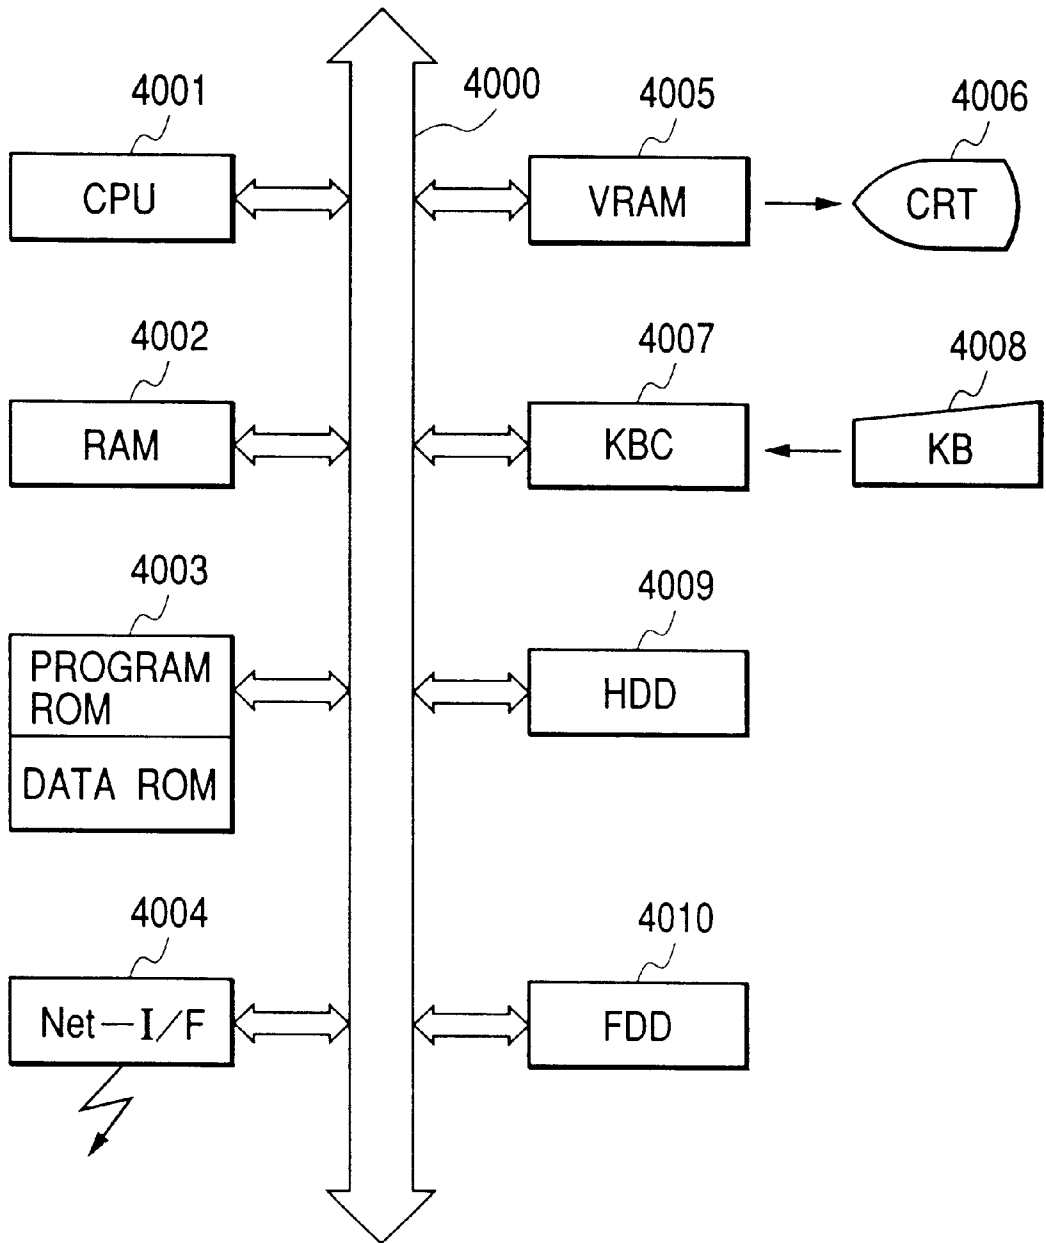 4000
4001
CPU
4005
VRAM
4006
CRT
4002
RAM
4007
KBC
4008
KB
4003
PROGRAM
ROM
DATA ROM
4009
HDD
4004
Net—I/F
4010
FDD